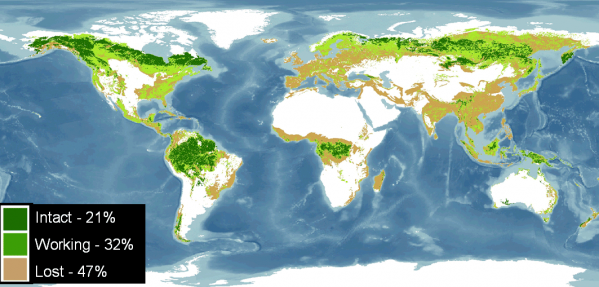 Intact - 21%
Working - 32%
Lost - 47%